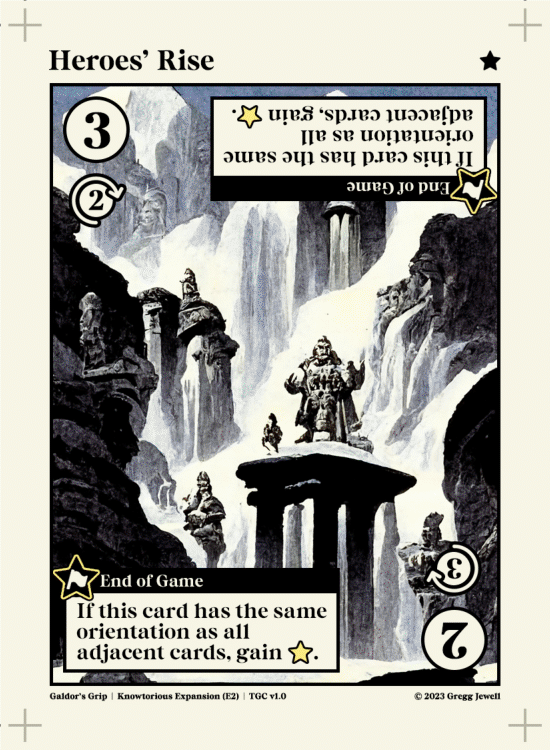 Heroes’ Rise
3
2
If this card has the same
orientation as all
adjacent cards, gain .
End of Game
End of Game
If this card has the same
orientation as all
adjacent cards, gain .
3
2
Galdor's Grip | Knowtorious Expansion (E2) | TGC v1.0
© 2023 Gregg Jewell